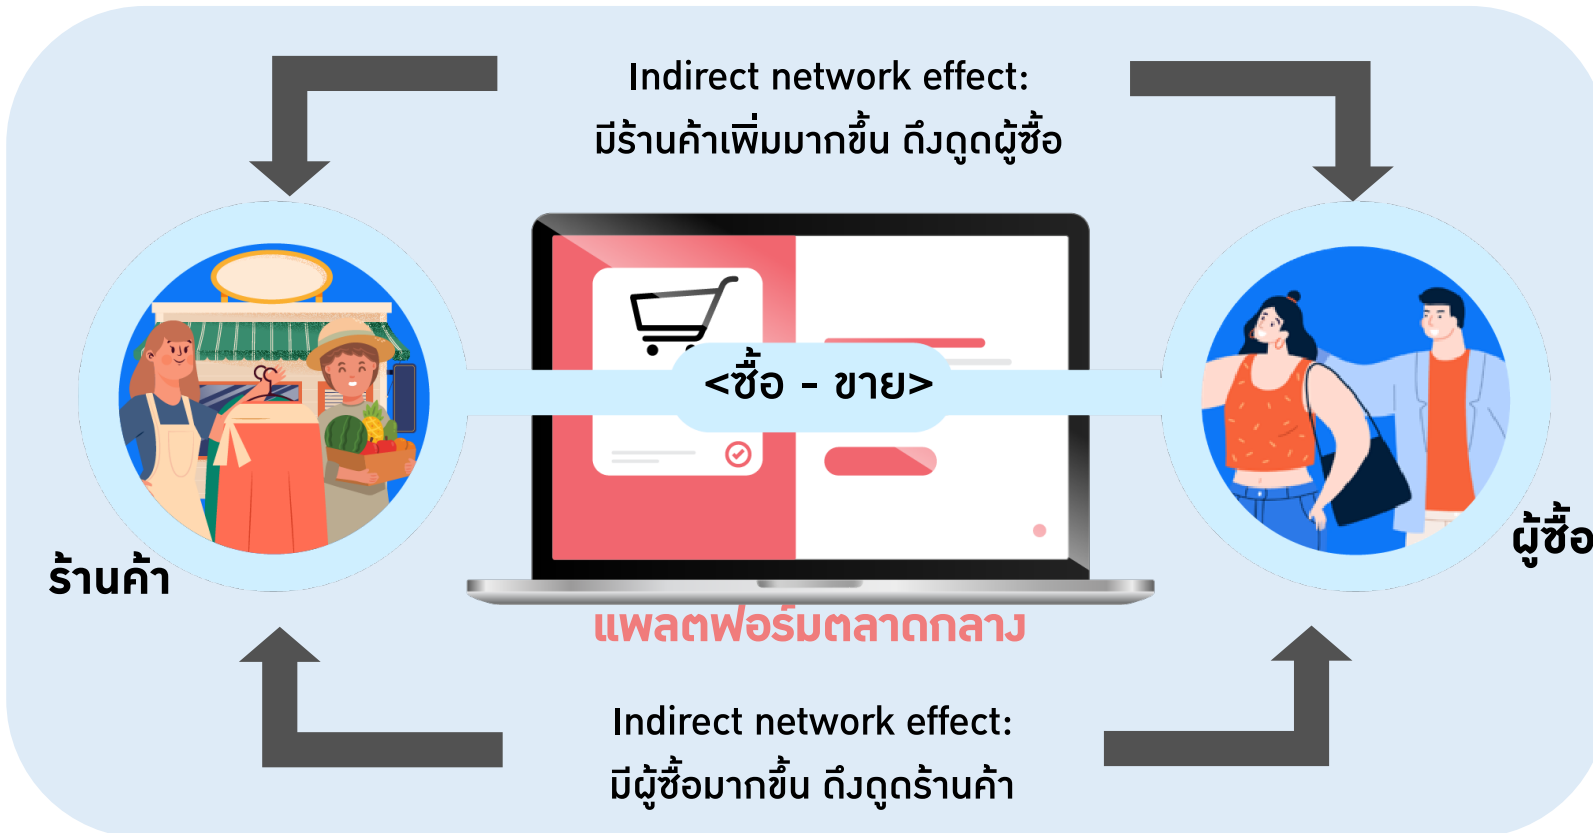 Indirect network effect:
มีร้านค้าเพิ่มมากขึ้น ดึงดูดผู้ซื้อ
<ซื้อ - ขาย>
ร้านค้า
ผู้ซื้อ
แพลตฟอร์มตลาดกลาง
Indirect network effect:
มีผู้ซื้อมากขึ้น ดึงดูดร้านค้า